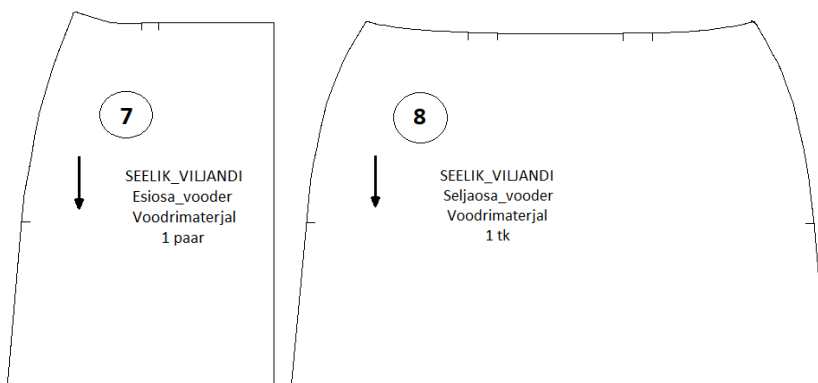 7
SEELIK_VILJANDI
Esiosa_vooder
Voodrimaterjal
1 paar
8
SEELIK_VILJANDI
Seljaosa_vooder
Voodrimaterjal
1 tk